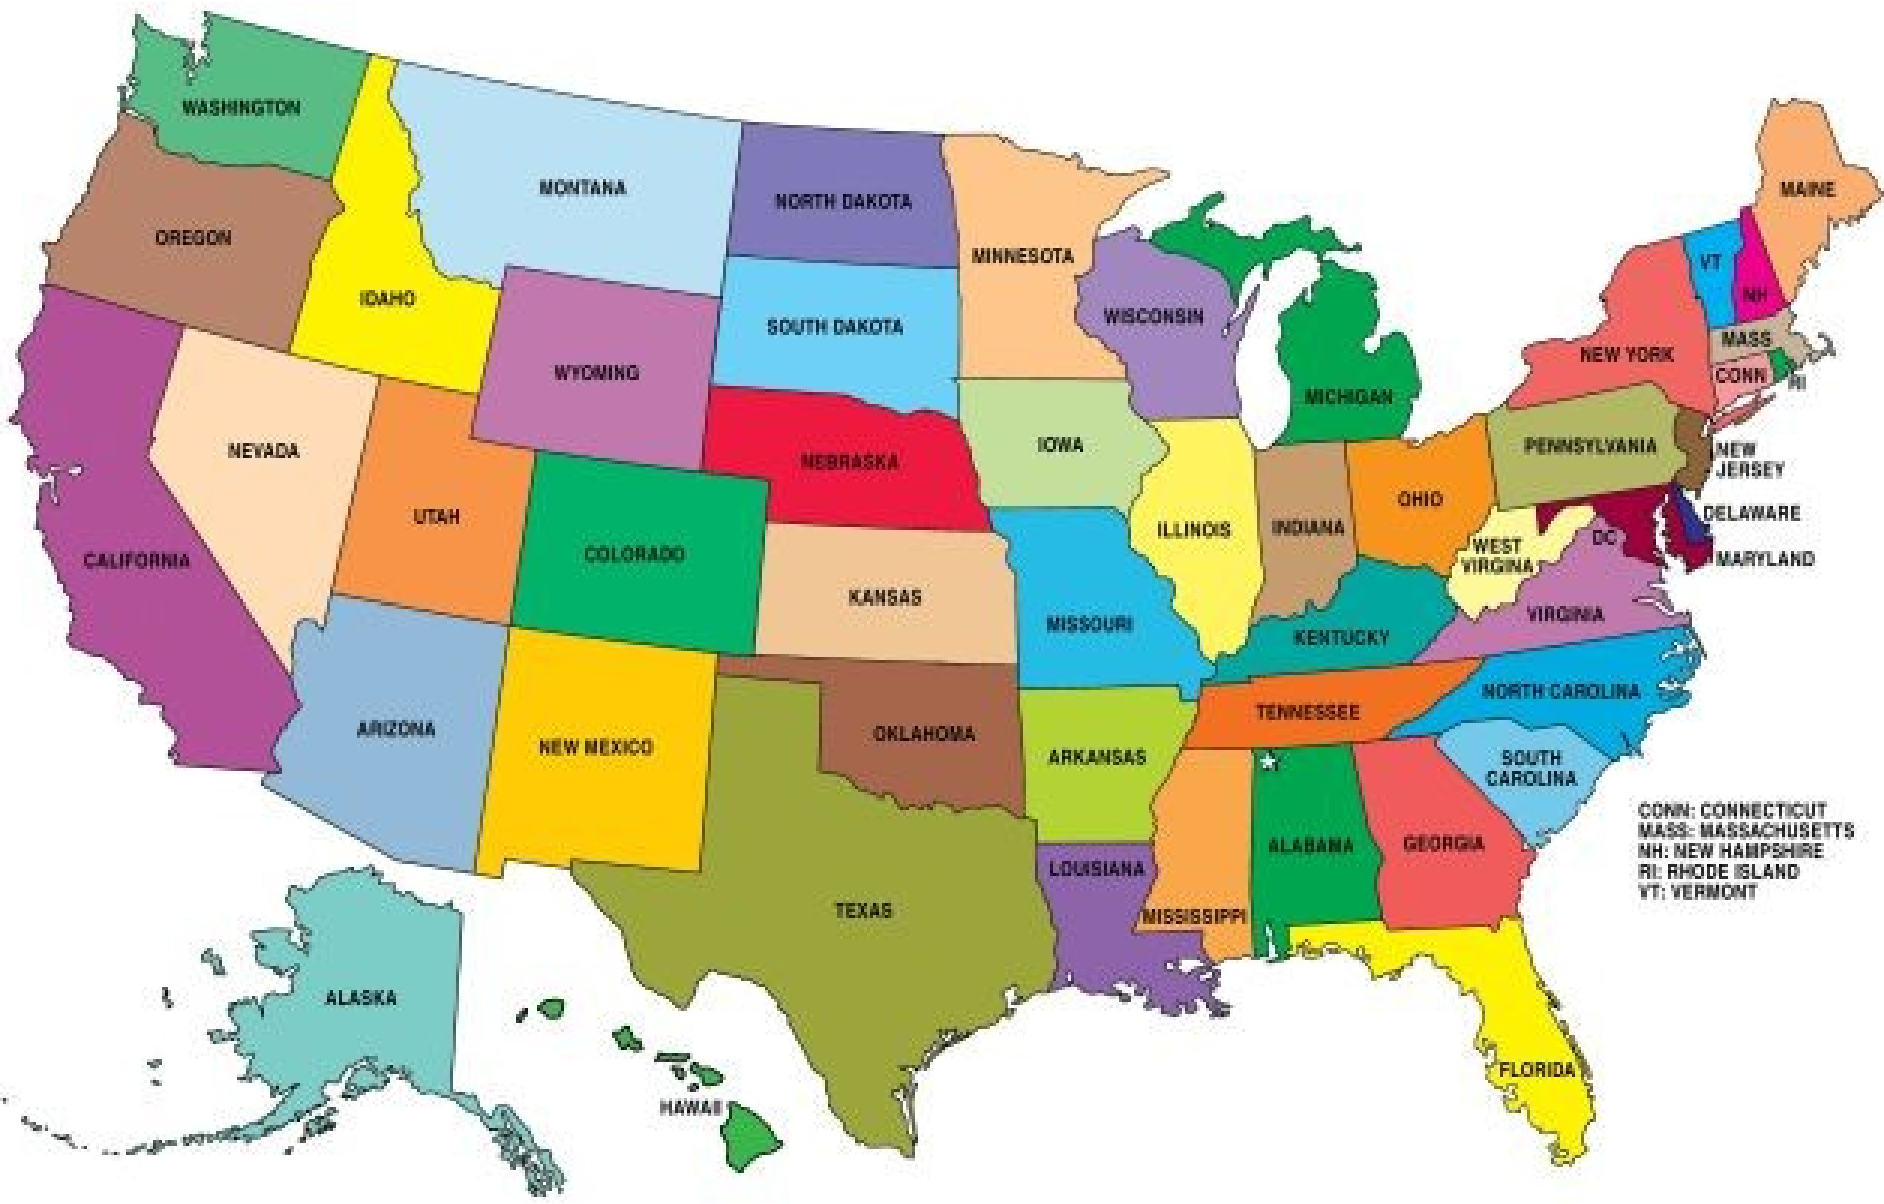 WASHINGTON
MONTANA
NORTH DAKOTA
MINNESOTA
MAINE
OREGON
IDAHO
SOUTH DAKOTA
WISCONSIN
VT
NH
WYOMING
MICHIGAN
NEW YORK
MASS
CONN
RI
NEVADA
NEBRASKA
IOWA
PENNSYLVANIA
NEW
JERSEY
UTAH
COLORADO
ILLINOIS
INDIANA
OHIO
DELAWARE
DC
WEST
VIRGINA
MARYLAND
CALIFORNIA
KANSAS
MISSOURI
KENTUCKY
VIRGINIA
ARIZONA
NEW MEXICO
OKLAHOMA
ARKANSAS
TENNESSEE
NORTH CAROLINA
SOUTH
CAROLINA
TEXAS
LOUISIANA
MISSISSIPPI
ALABAMA
GEORGIA
CONN: CONNECTICUT
MASS: MASSACHUSETTS
NH: NEW HAMPSHIRE
RI: RHODE ISLAND
VT: VERMONT
ALASKA
HAWAII
FLORIDA